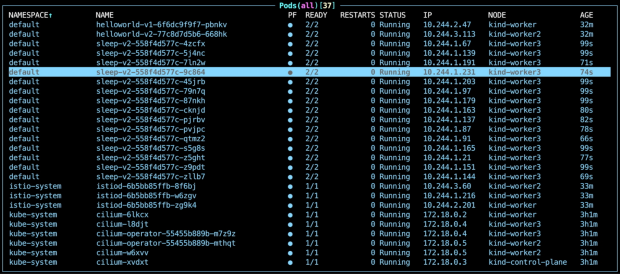 Pods(all)[37]
NAMESPACE↑ NAME PF READY RESTARTS STATUS IP NODE AGE
default helloworld-v1-6f6dc9f9f7-pbnkv ● 2/2 0 Running 10.244.2.47 kind-worker 32m
default helloworld-v2-77c8d7d5b6-668hk ● 2/2 0 Running 10.244.3.113 kind-worker2 32m
default sleep-v2-558f4d577c-4zcfx ● 2/2 0 Running 10.244.1.67 kind-worker3 99s
default sleep-v2-558f4d577c-5j4nc ● 2/2 0 Running 10.244.1.139 kind-worker3 99s
default sleep-v2-558f4d577c-7ln2w ● 2/2 0 Running 10.244.1.191 kind-worker3 71s
default sleep-v2-558f4d577c-9c864 ● 2/2 0 Running 10.244.1.231 kind-worker3 74s
default sleep-v2-558f4d577c-45jrb ● 2/2 0 Running 10.244.1.203 kind-worker3 99s
default sleep-v2-558f4d577c-79n7q ● 2/2 0 Running 10.244.1.97 kind-worker3 99s
default sleep-v2-558f4d577c-87nkh ● 2/2 0 Running 10.244.1.179 kind-worker3 99s
default sleep-v2-558f4d577c-cknjd ● 2/2 0 Running 10.244.1.163 kind-worker3 80s
default sleep-v2-558f4d577c-pjrbv ● 2/2 0 Running 10.244.1.137 kind-worker3 82s
default sleep-v2-558f4d577c-pvjpc ● 2/2 0 Running 10.244.1.87 kind-worker3 78s
default sleep-v2-558f4d577c-qtmz2 ● 2/2 0 Running 10.244.1.91 kind-worker3 66s
default sleep-v2-558f4d577c-s5g8s ● 2/2 0 Running 10.244.1.165 kind-worker3 99s
default sleep-v2-558f4d577c-z5ght ● 2/2 0 Running 10.244.1.21 kind-worker3 77s
default sleep-v2-558f4d577c-z9pdt ● 2/2 0 Running 10.244.1.151 kind-worker3 99s
default sleep-v2-558f4d577c-zllb7 ● 2/2 0 Running 10.244.1.144 kind-worker3 69s
istio-system istiod-6b5bb85ffb-8f6bj ● 1/1 0 Running 10.244.3.60 kind-worker2 33m
istio-system istiod-6b5bb85ffb-w6zgv ● 1/1 0 Running 10.244.1.216 kind-worker3 33m
istio-system istiod-6b5bb85ffb-zg9k4 ● 1/1 0 Running 10.244.2.201 kind-worker 33m
kube-system cilium-6lkcx ● 1/1 0 Running 172.18.0.2 kind-worker 3h1m
kube-system cilium-l8djt ● 1/1 0 Running 172.18.0.4 kind-worker3 3h1m
kube-system cilium-operator-55455b889b-m7z9z ● 1/1 0 Running 172.18.0.4 kind-worker3 3h1m
kube-system cilium-operator-55455b889b-mthqt ● 1/1 0 Running 172.18.0.5 kind-worker2 3h1m
kube-system cilium-w6xvv ● 1/1 0 Running 172.18.0.5 kind-worker2 3h1m
kube-system cilium-xvdxt ● 1/1 0 Running 172.18.0.3 kind-control-plane 3h1m